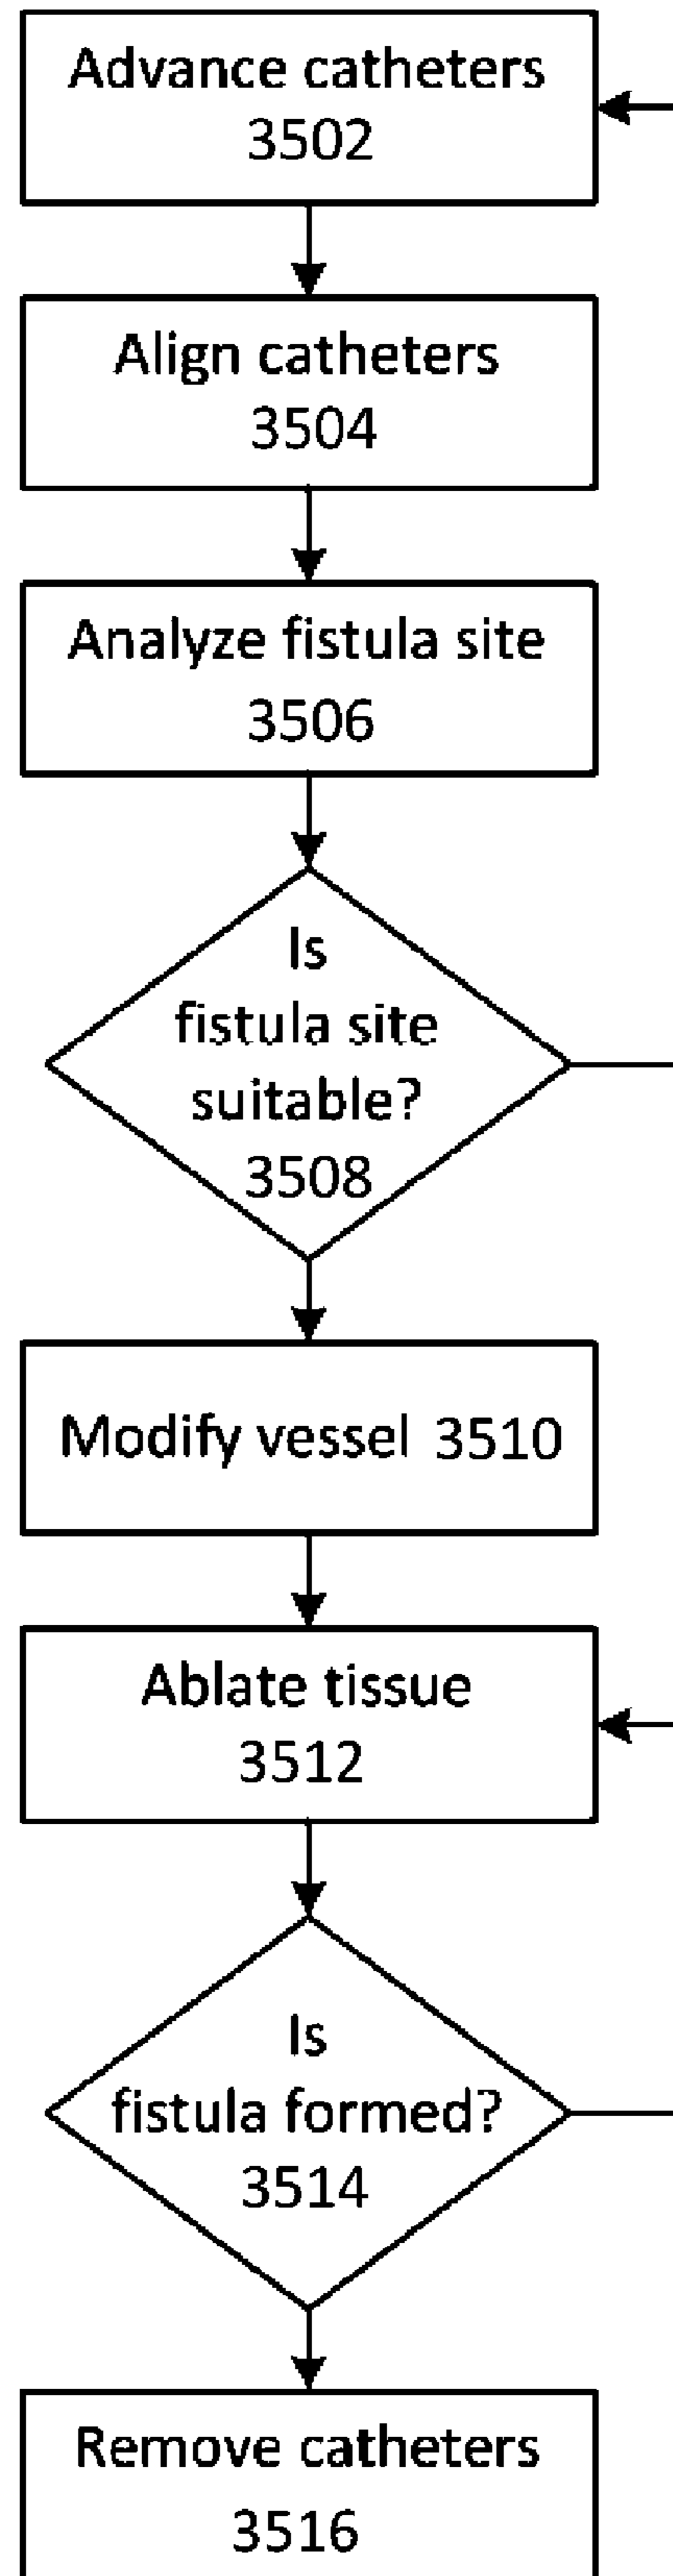 Advance catheters
3502
Align catheters
3504
Analyze fistula site
3506
Is
fistula site
suitable?
3508
Modify vessel 3510
Ablate tissue
3512
Is
fistula formed?
3514
Remove catheters
3516